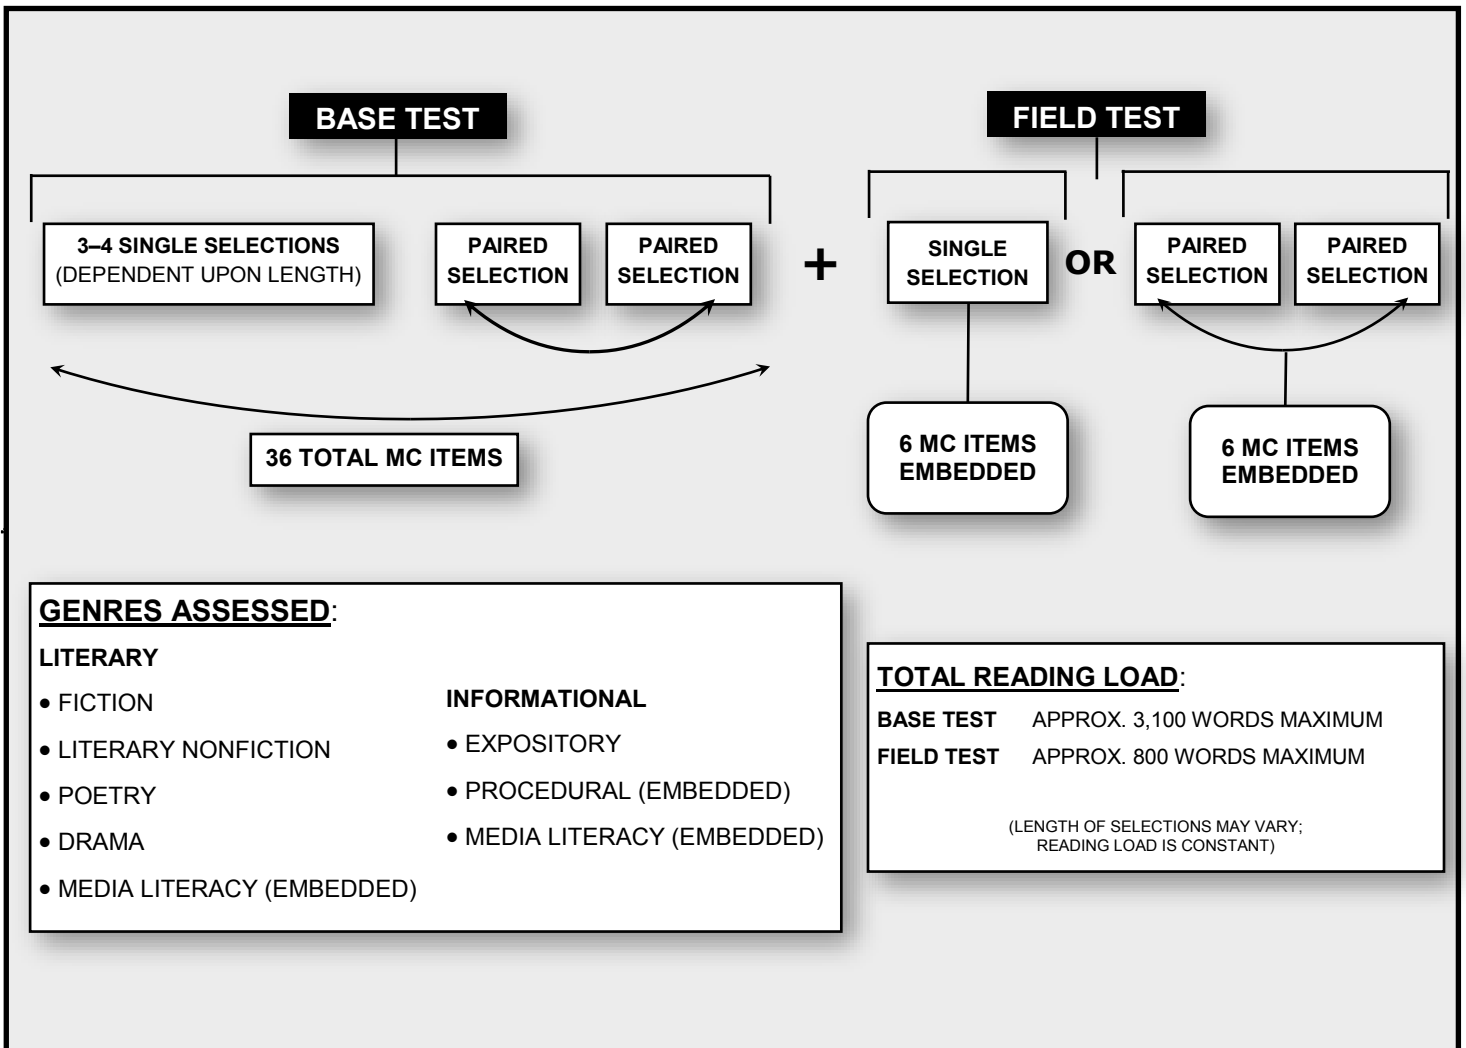 BASE TEST
3–4 SINGLE SELECTIONS
(DEPENDENT UPON LENGTH)
PAIRED
SELECTION
PAIRED
SELECTION
36 TOTAL MC ITEMS
+
FIELD TEST
SINGLE
SELECTION
OR
PAIRED
SELECTION
PAIRED
SELECTION
6 MC ITEMS
EMBEDDED
6 MC ITEMS
EMBEDDED
GENRES ASSESSED:
LITERARY
• FICTION
• LITERARY NONFICTION
• POETRY
• DRAMA
• MEDIA LITERACY (EMBEDDED)
INFORMATIONAL
• EXPOSITORY
• PROCEDURAL (EMBEDDED)
• MEDIA LITERACY (EMBEDDED)
TOTAL READING LOAD:
BASE TEST APPROX. 3,100 WORDS MAXIMUM
FIELD TEST APPROX. 800 WORDS MAXIMUM
(LENGTH OF SELECTIONS MAY VARY;
READING LOAD IS CONSTANT)